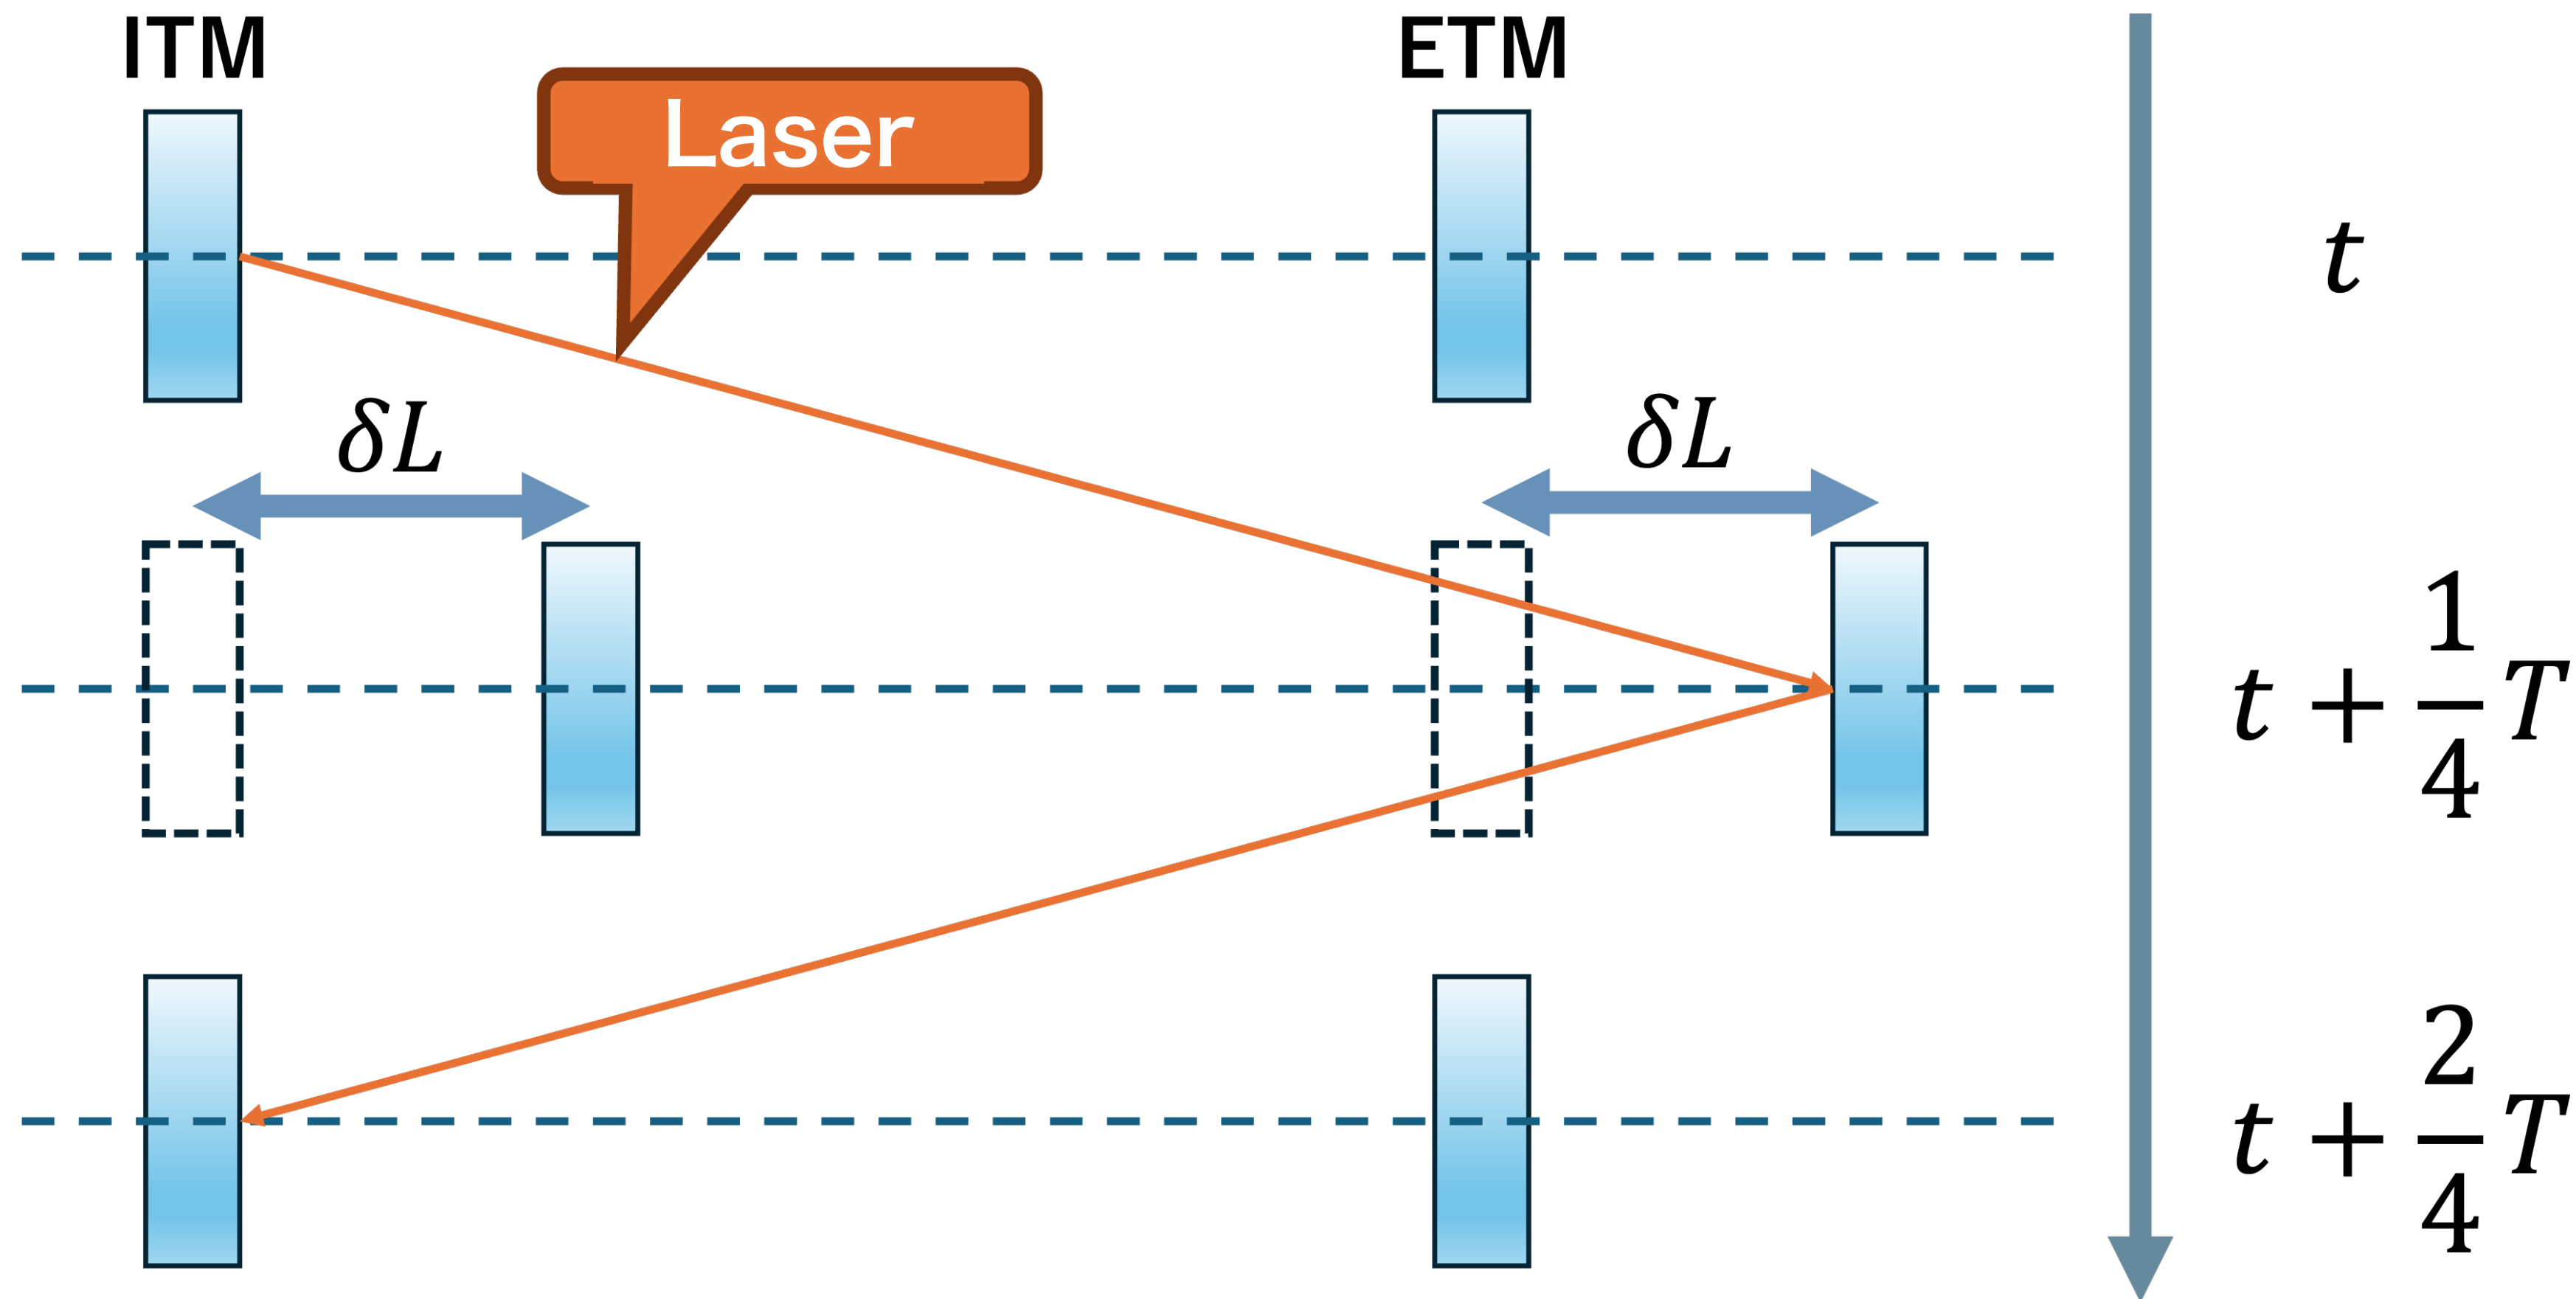 ITM
ETM
Laser
t
δL
δL
t + 1/4 T
t + 2/4 T